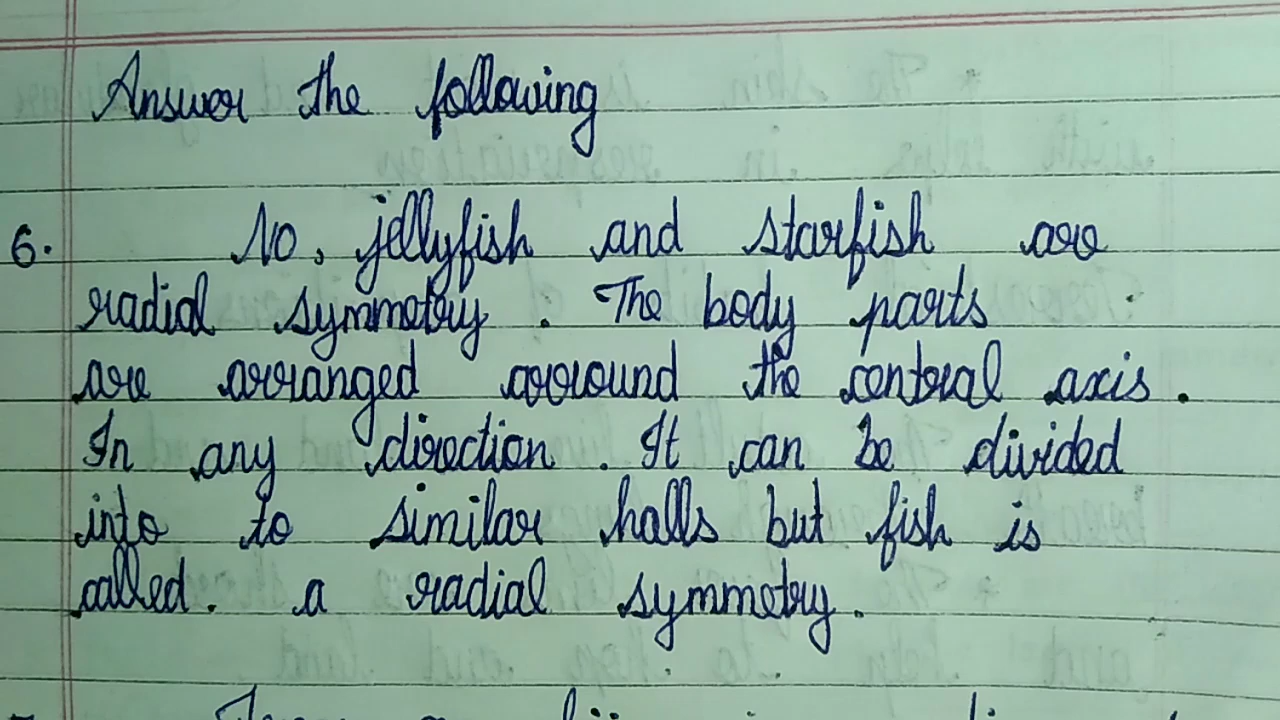 Answer the following
6. No, jellyfish and starfish are
radial symmetry. The body parts
are arranged arround the central axis.
In any direction. It can be divided
into to similar halls but fish is
called. a radial symmetry.